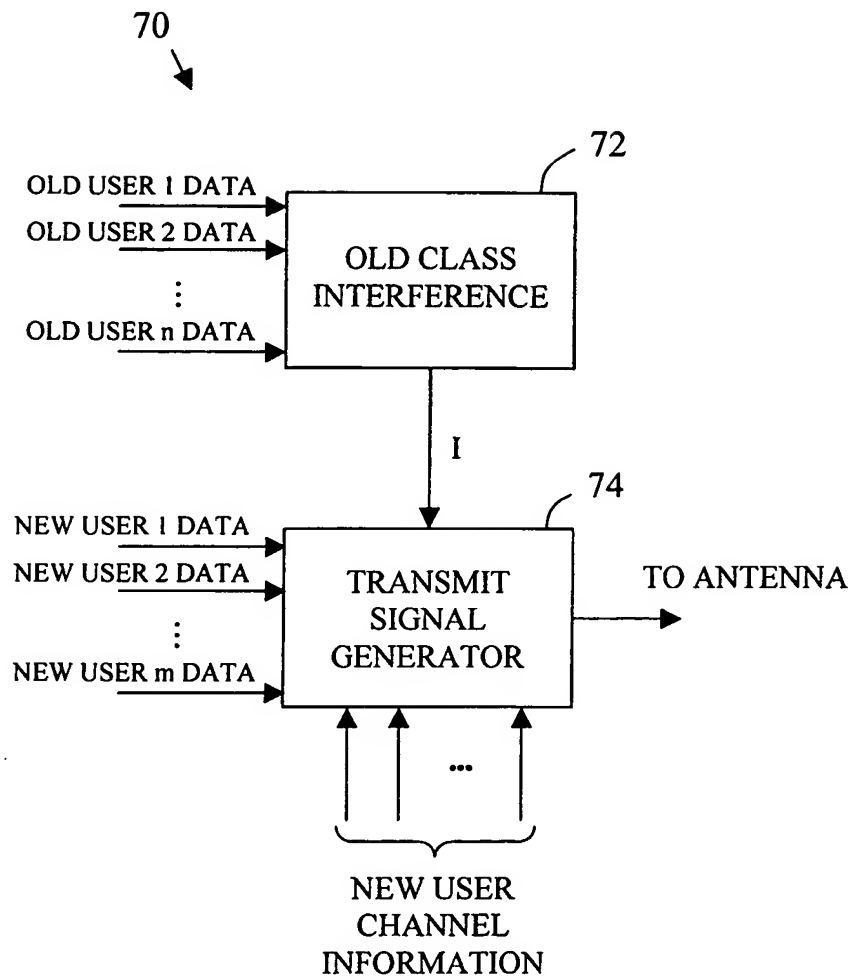 70
72
OLD USER 1 DATA
OLD USER 2 DATA
⋮
OLD USER n DATA
OLD CLASS
INTERFERENCE
I
74
NEW USER 1 DATA
NEW USER 2 DATA
⋮
NEW USER m DATA
TRANSMIT
SIGNAL
GENERATOR
TO ANTENNA
...
NEW USER
CHANNEL
INFORMATION